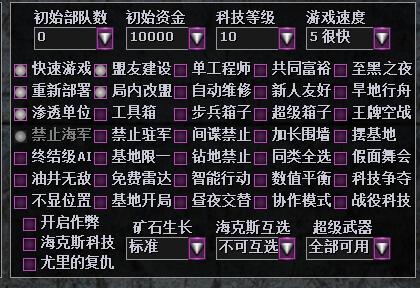 初始部队数 初始资金 科技等级 游戏速度
0 10000 10 5 很快
快速游戏 盟友建设 单工程师 共同富裕 至黑之夜
重新部署 局内改盟 自动维修 新人友好 旱地行舟
渗透单位 工具箱 步兵箱子 超级箱子 王牌空战
禁止海军 禁止驻军 间谍禁止 加长围墙 摆基地
终结级AI 基地限一 钻地禁止 同类全选 假面舞会
油井无敌 免费雷达 智能行动 数值平衡 科技争夺
不显位置 基地开局 昼夜交替 协作模式 战役科技
开启作弊 矿石生长 海克斯互选 超级武器
海克斯科技 标准 不可互选 全部可用
尤里的复仇